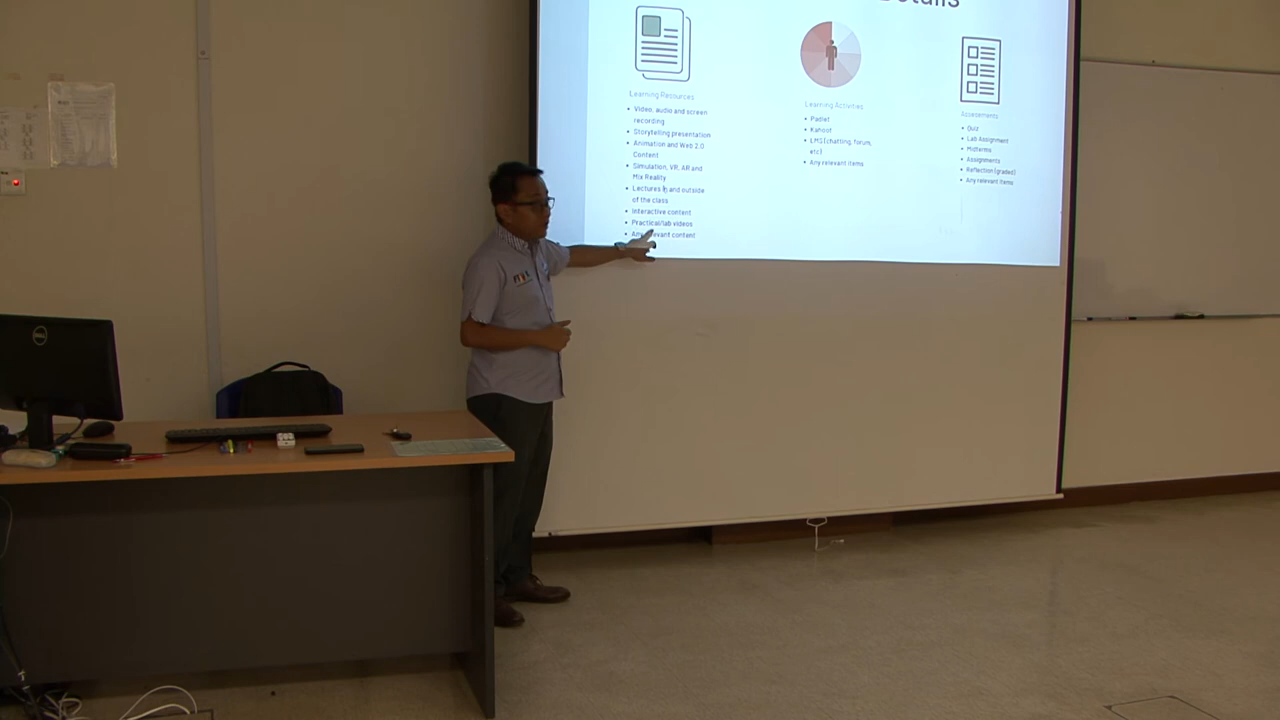 Details
Learning Resources
Video, audio and screen
recording
Storytelling presentation
Animation and Web 2.0
Content
Simulation, VR, AR and
Mix Reality
Lectures in and outside
of the class
Interactive content
Practical/lab videos
Any relevant content
Learning Activities
Padlet
Kahoot
LMS (chatting, forum,
etc)
Any relevant items
Assessments
Quiz
Lab Assignment
Midterms
Assignments
Reflection (graded)
Any relevant items
DELL